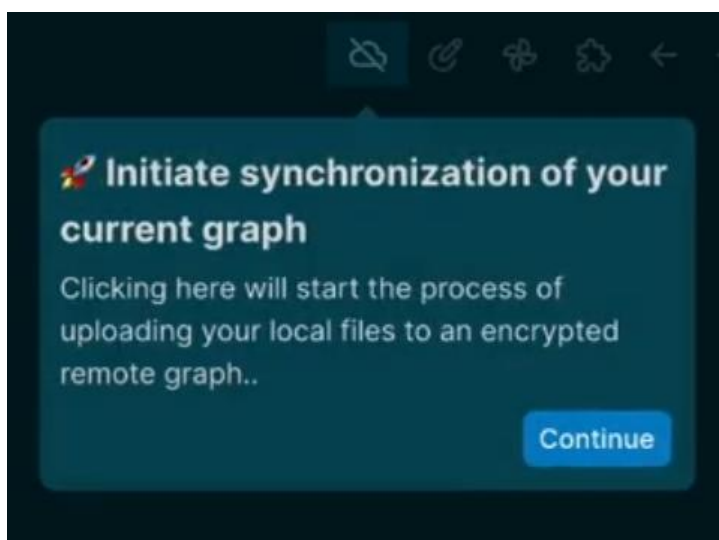 🚀 Initiate synchronization of your
current graph
Clicking here will start the process of
uploading your local files to an encrypted
remote graph..
Continue